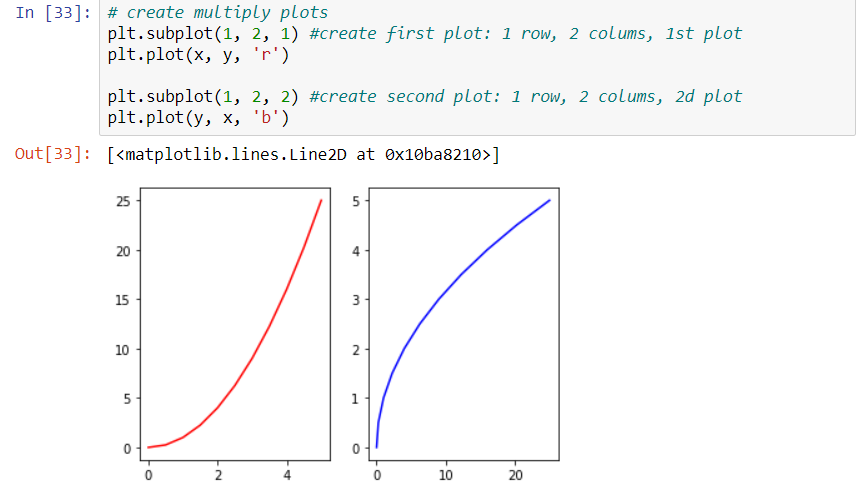 In [33]: # create multiply plots
plt.subplot(1, 2, 1) #create first plot: 1 row, 2 colums, 1st plot
plt.plot(x, y, 'r')
plt.subplot(1, 2, 2) #create second plot: 1 row, 2 colums, 2d plot
plt.plot(y, x, 'b')
Out[33]: [<matplotlib.lines.Line2D at 0x10ba8210>]
25
20
15
10
5
0
0 2 4
5
4
3
2
1
0
0 10 20